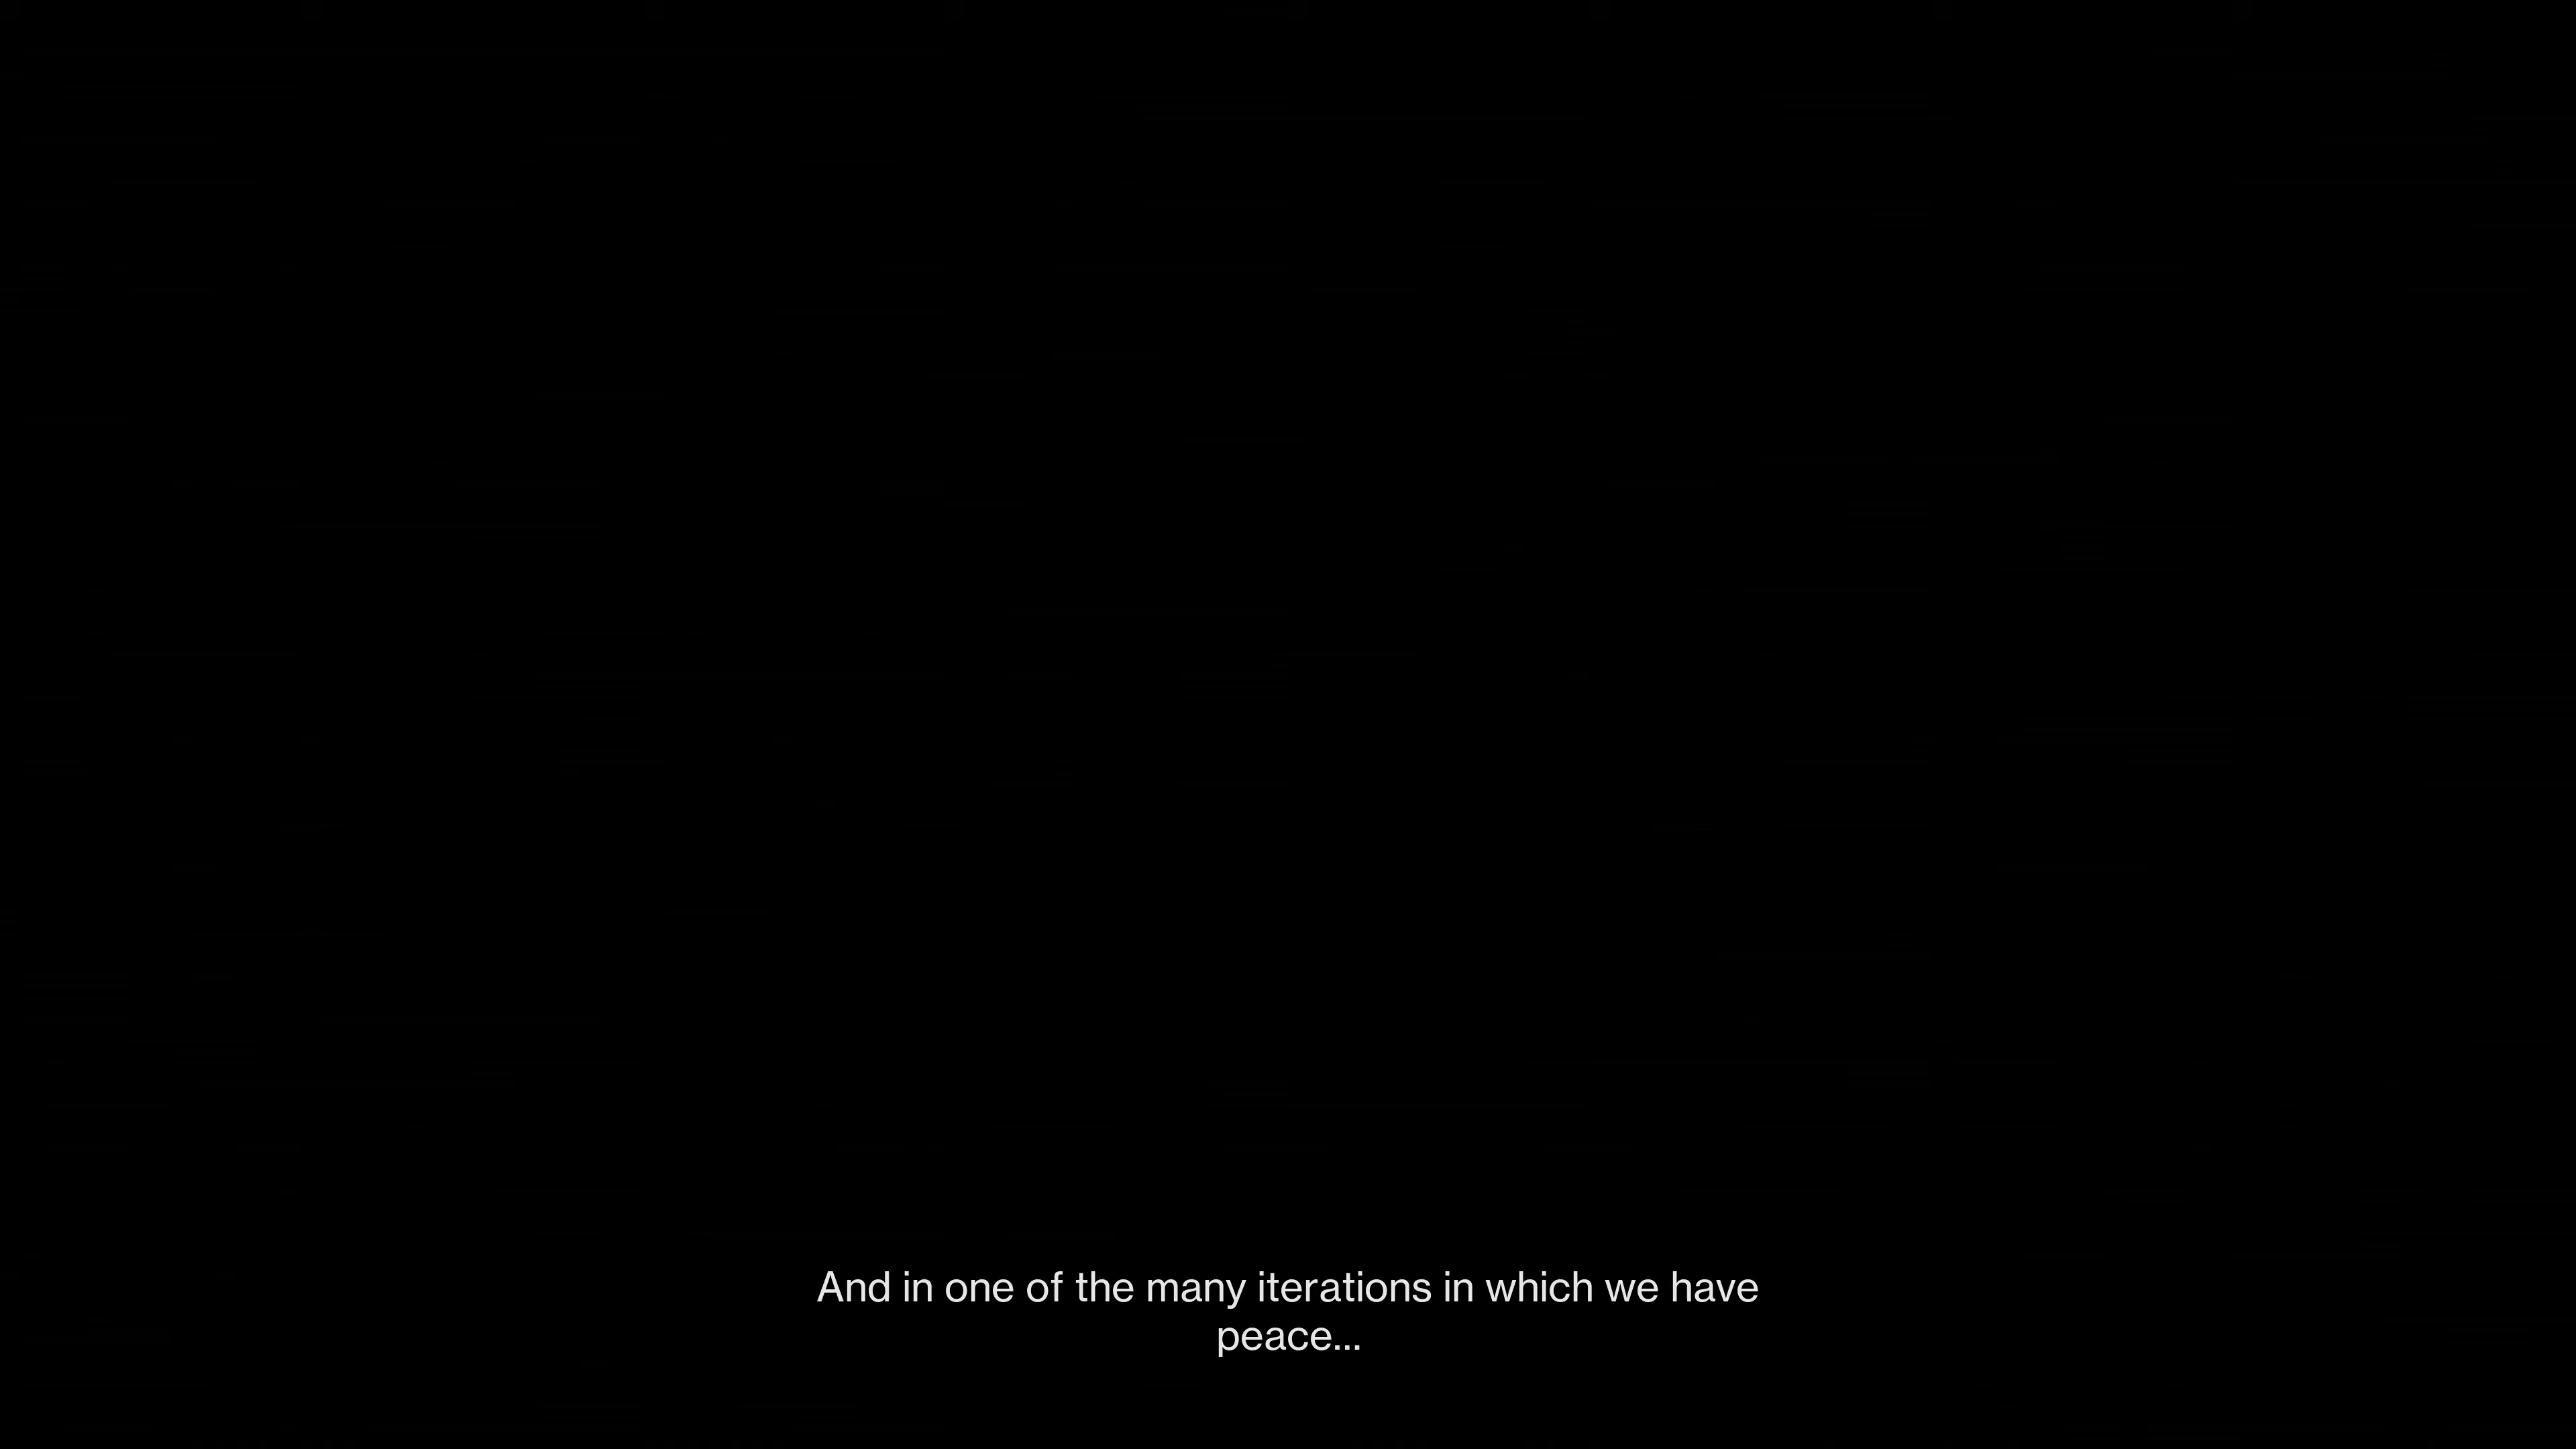 And in one of the many iterations in which we have
peace...